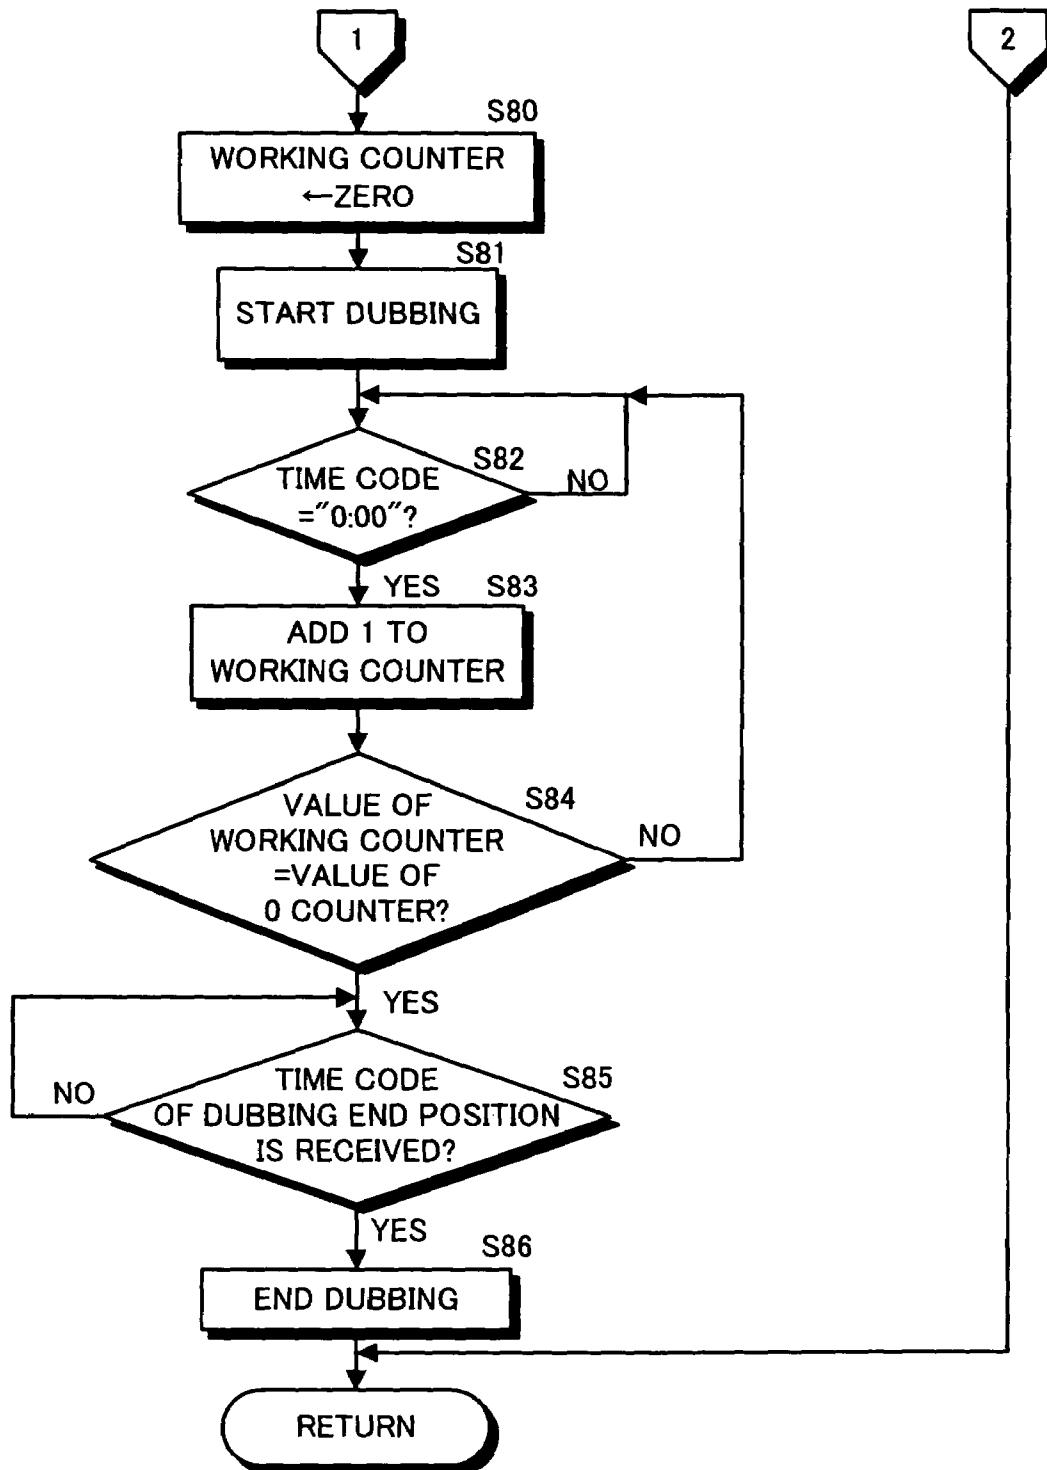 1
2
S80
WORKING COUNTER
←ZERO
S81
START DUBBING
S82
TIME CODE
="0:00"?
NO
YES
S83
ADD 1 TO
WORKING COUNTER
S84
VALUE OF
WORKING COUNTER
=VALUE OF
0 COUNTER?
NO
YES
S85
TIME CODE
OF DUBBING END POSITION
IS RECEIVED?
NO
YES
S86
END DUBBING
RETURN